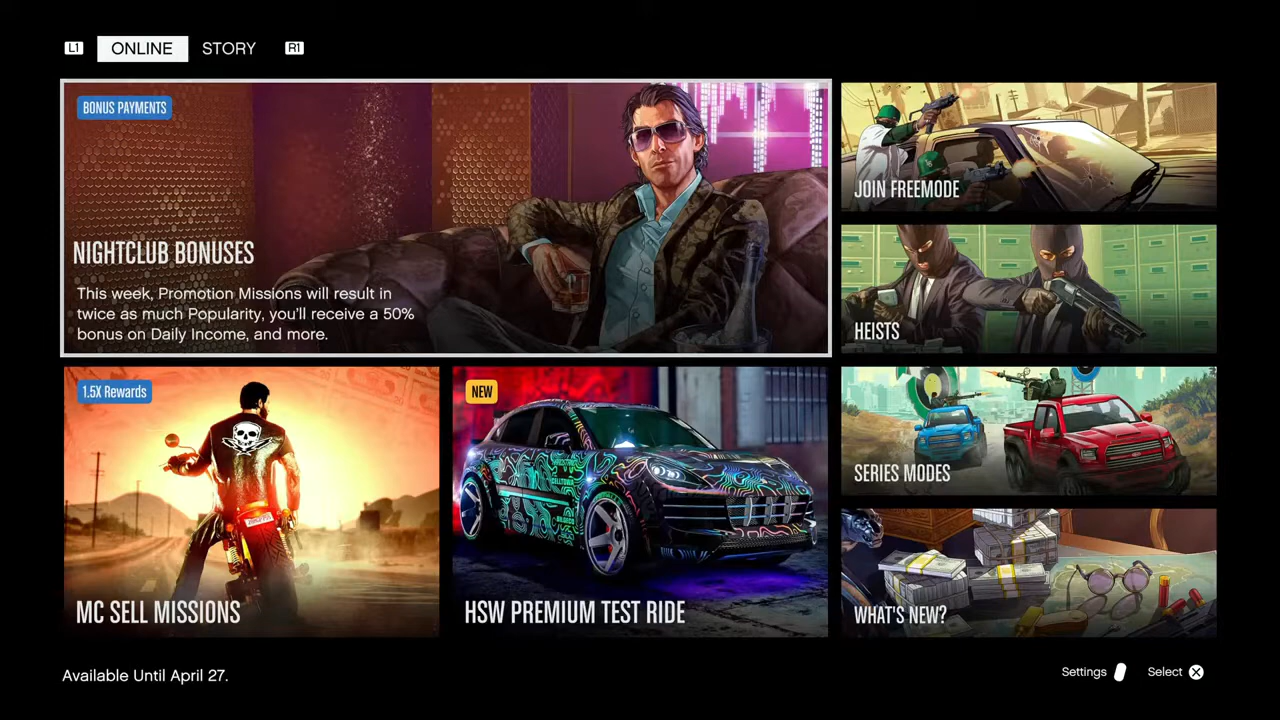 L1 ONLINE STORY R1
BONUS PAYMENTS
NIGHTCLUB BONUSES
This week, Promotion Missions will result in
twice as much Popularity, you'll receive a 50%
bonus on Daily Income, and more.
JOIN FREEMODE
HEISTS
1.5X Rewards
MC SELL MISSIONS
NEW
HSW PREMIUM TEST RIDE
SERIES MODES
WHAT'S NEW?
Available Until April 27.
Settings Select